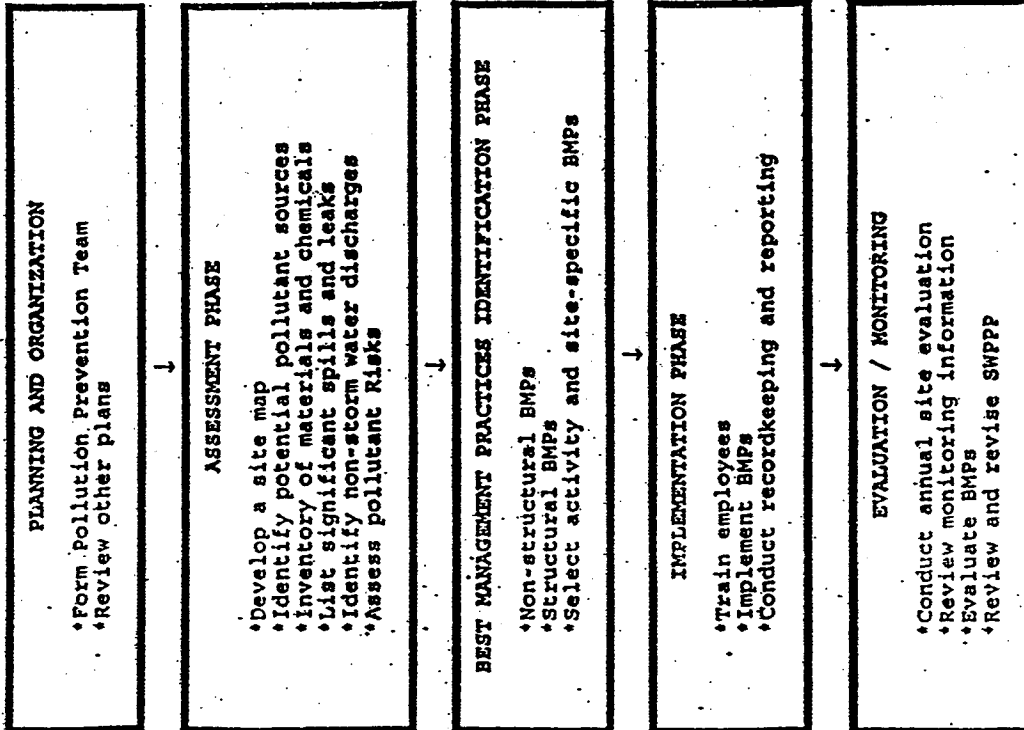 PLANNING AND ORGANIZATION
*Form Pollution Prevention Team
*Review other plans
↓
ASSESSMENT PHASE
*Develop a site map
*Identify potential pollutant sources
*Inventory of materials and chemicals
*List significant spills and leaks
*Identify non-storm water discharges
*Assess pollutant Risks
↓
BEST MANAGEMENT PRACTICES IDENTIFICATION PHASE
*Non-structural BMPs
*Structural BMPs
*Select activity and site-specific BMPs
↓
IMPLEMENTATION PHASE
*Train employees
*Implement BMPs
*Conduct recordkeeping and reporting
↓
EVALUATION / MONITORING
*Conduct annual site evaluation
*Review monitoring information
*Evaluate BMPs
*Review and revise SWPPP